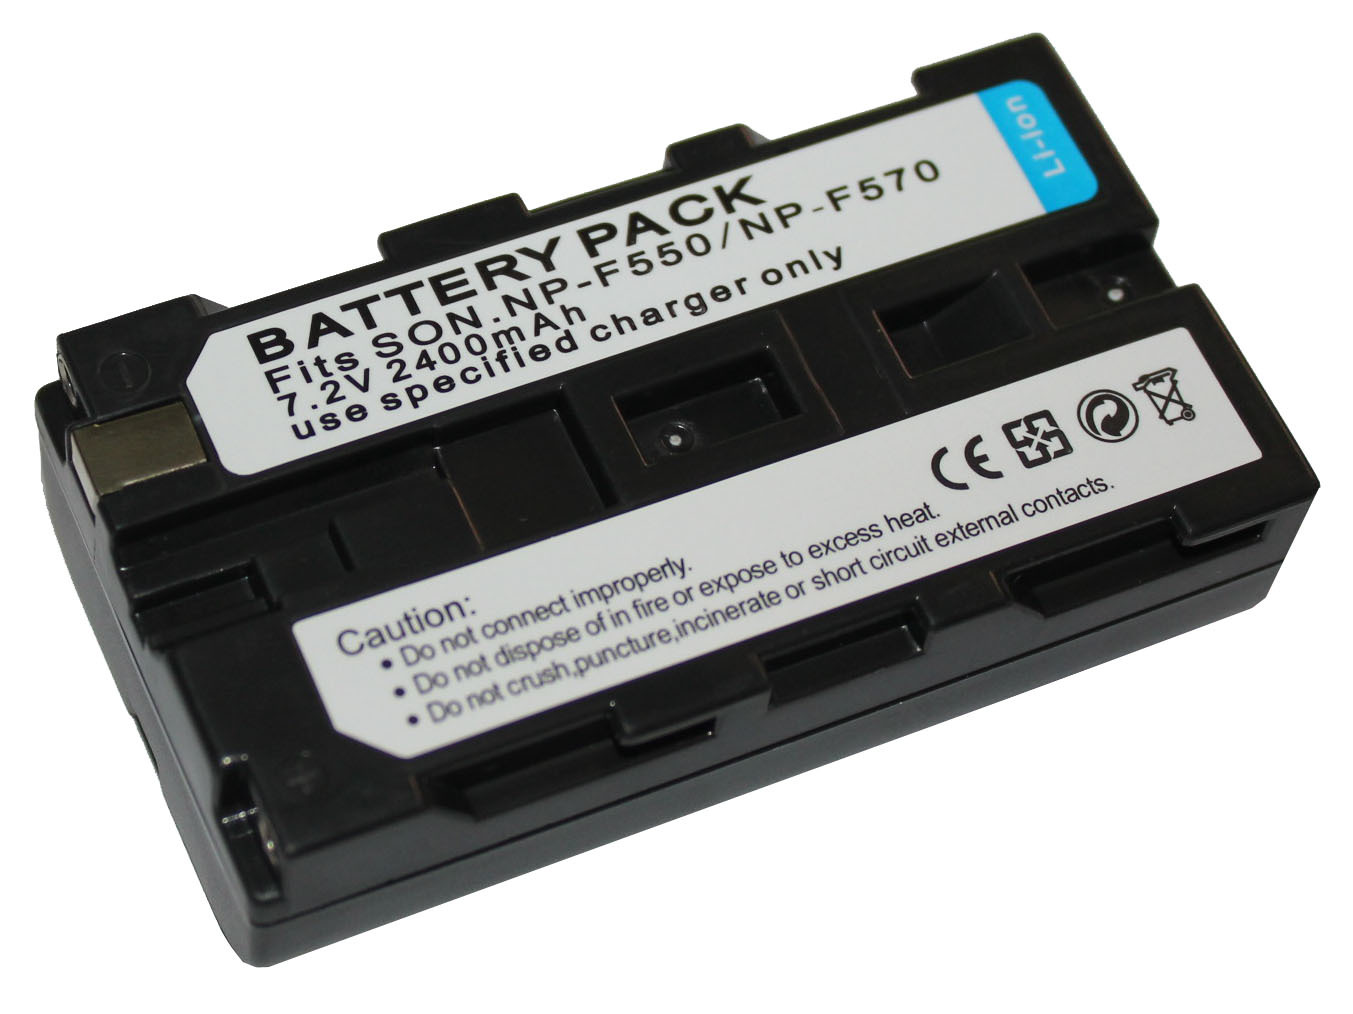 BATTERY PACK
Fits SON.NP-F550/NP-F570
7.2V 2400mAh
use specified charger only
Li-ion
CE
Caution:
• Do not connect improperly.
• Do not dispose of in fire or expose to excess heat.
• Do not crush,puncture,incinerate or short circuit external contacts.
- 
+